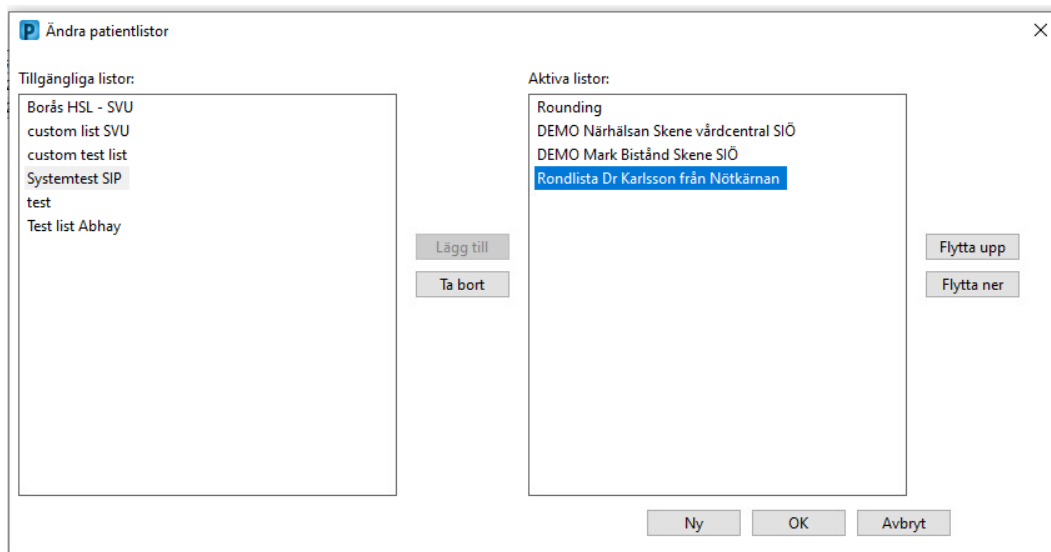 P Ändra patientlistor
Tillgängliga listor:
Borås HSL - SVU
custom list SVU
custom test list
Systemtest SIP
test
Test list Abhay
Lägg till
Ta bort
Aktiva listor:
Rounding
DEMO Närhälsan Skene vårdcentral SIÖ
DEMO Mark Bistånd Skene SIÖ
Rondlista Dr Karlsson från Nötkärnan
Flytta upp
Flytta ner
Ny
OK
Avbryt